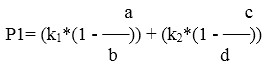 a c
P1= (k₁*(1 - ——)) + (k₂*(1 - ——))
b d